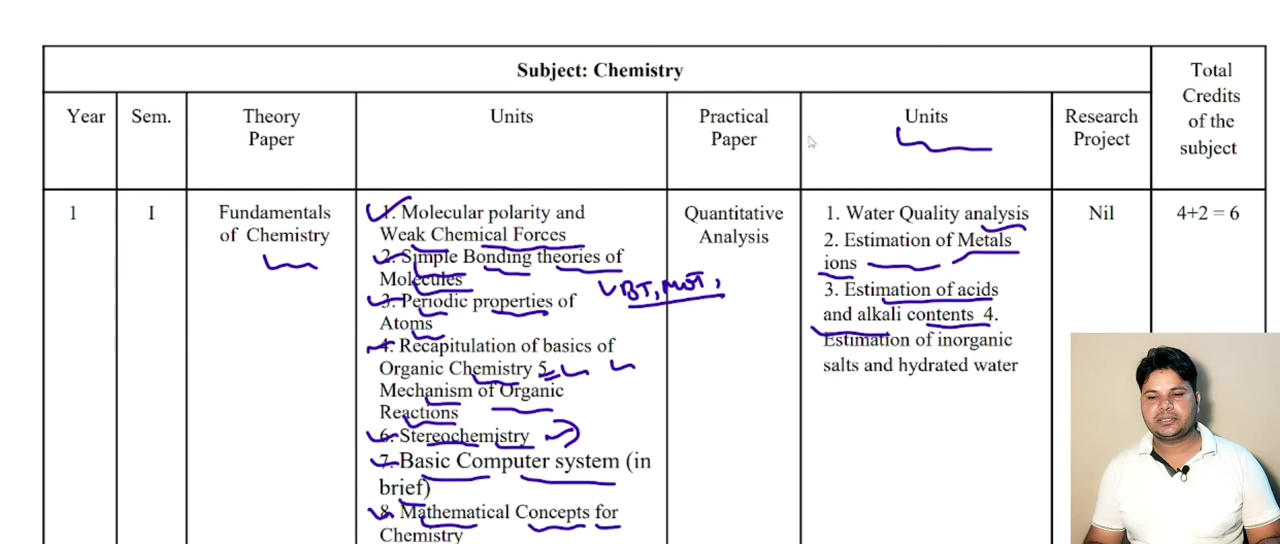 Subject: Chemistry
Total
Credits
of the
subject
Year
Sem.
Theory
Paper
Units
Practical
Paper
Units
Research
Project
1
I
Fundamentals
of Chemistry
1. Molecular polarity and
Weak Chemical Forces
2. Simple Bonding theories of
Molecules
3. Periodic properties of
Atoms
4. Recapitulation of basics of
Organic Chemistry 5.
Mechanism of Organic
Reactions
6. Stereochemistry
7. Basic Computer system (in
brief)
8. Mathematical Concepts for
Chemistry
VBT, MOT,
Quantitative
Analysis
1. Water Quality analysis
2. Estimation of Metals
ions
3. Estimation of acids
and alkali contents 4.
Estimation of inorganic
salts and hydrated water
Nil
4+2 = 6